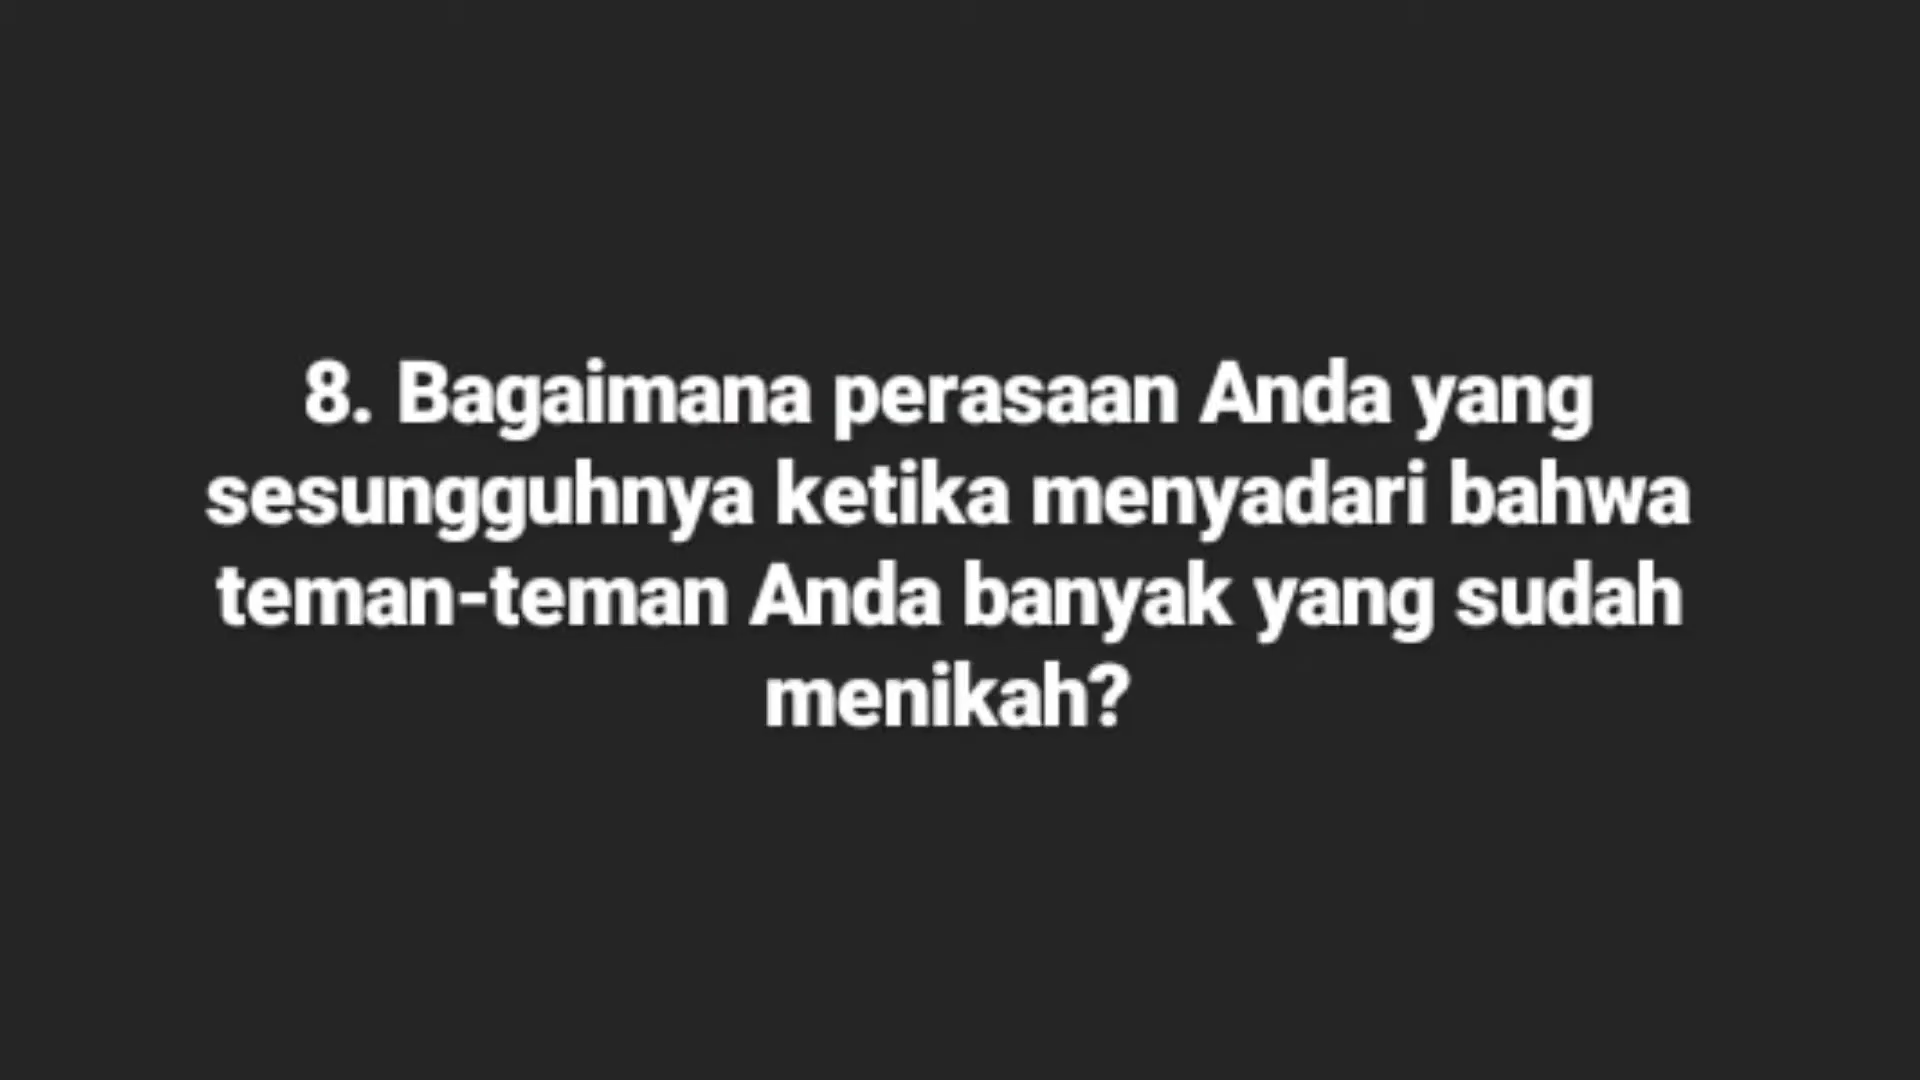 8. Bagaimana perasaan Anda yang
sesungguhnya ketika menyadari bahwa
teman-teman Anda banyak yang sudah
menikah?